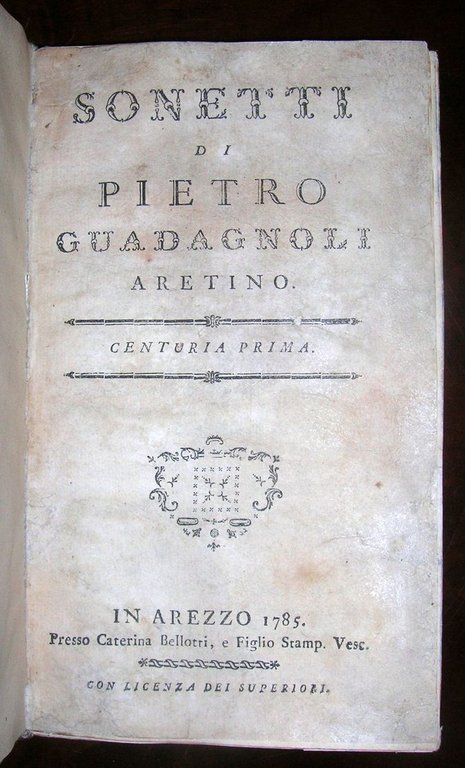 SONETTI
DI
PIETRO
GUADAGNOLI
ARETINO.
CENTURIA PRIMA.
IN AREZZO 1785.
Presso Caterina Bellotti, e Figlio Stamp. Vesc.
CON LICENZA DEI SUPERIORI.